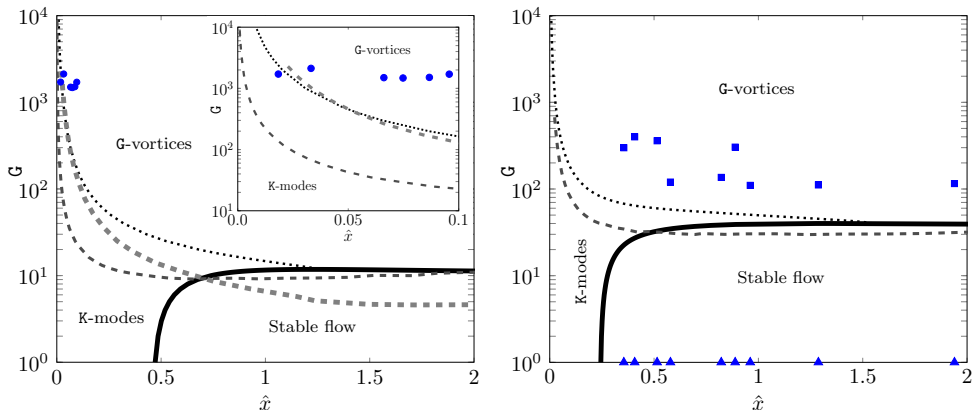 10^4
10^3
10^2
10^1
10^0
G
0
0.5
1
1.5
2
x̂
G-vortices
K-modes
Stable flow
10^4
10^3
10^2
10^1
G
0.0
0.05
0.1
x̂
G-vortices
K-modes
10^4
10^3
10^2
10^1
10^0
G
0
0.5
1
1.5
2
x̂
G-vortices
K-modes
Stable flow